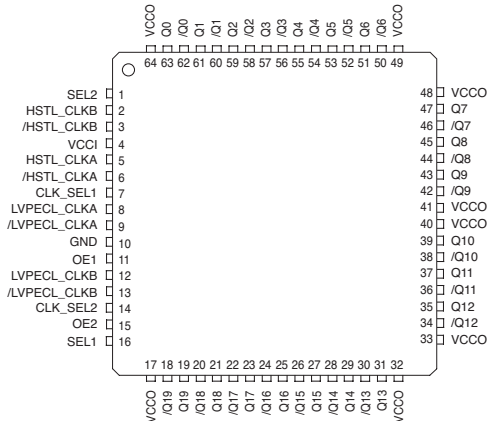 VCCO Q0 /Q0 Q1 /Q1 Q2 /Q2 Q3 /Q3 Q4 /Q4 Q5 /Q5 Q6 /Q6 VCCO
64 63 62 61 60 59 58 57 56 55 54 53 52 51 50 49
SEL2 1
HSTL_CLKB 2
/HSTL_CLKB 3
VCCI 4
HSTL_CLKA 5
/HSTL_CLKA 6
CLK_SEL1 7
LVPECL_CLKA 8
/LVPECL_CLKA 9
GND 10
OE1 11
LVPECL_CLKB 12
/LVPECL_CLKB 13
CLK_SEL2 14
OE2 15
SEL1 16
48 VCCO
47 Q7
46 /Q7
45 Q8
44 /Q8
43 Q9
42 /Q9
41 VCCO
40 VCCO
39 Q10
38 /Q10
37 Q11
36 /Q11
35 Q12
34 /Q12
33 VCCO
17 18 19 20 21 22 23 24 25 26 27 28 29 30 31 32
VCCO /Q19 Q19 /Q18 Q18 /Q17 Q17 /Q16 Q16 /Q15 Q15 /Q14 Q14 /Q13 Q13 VCCO